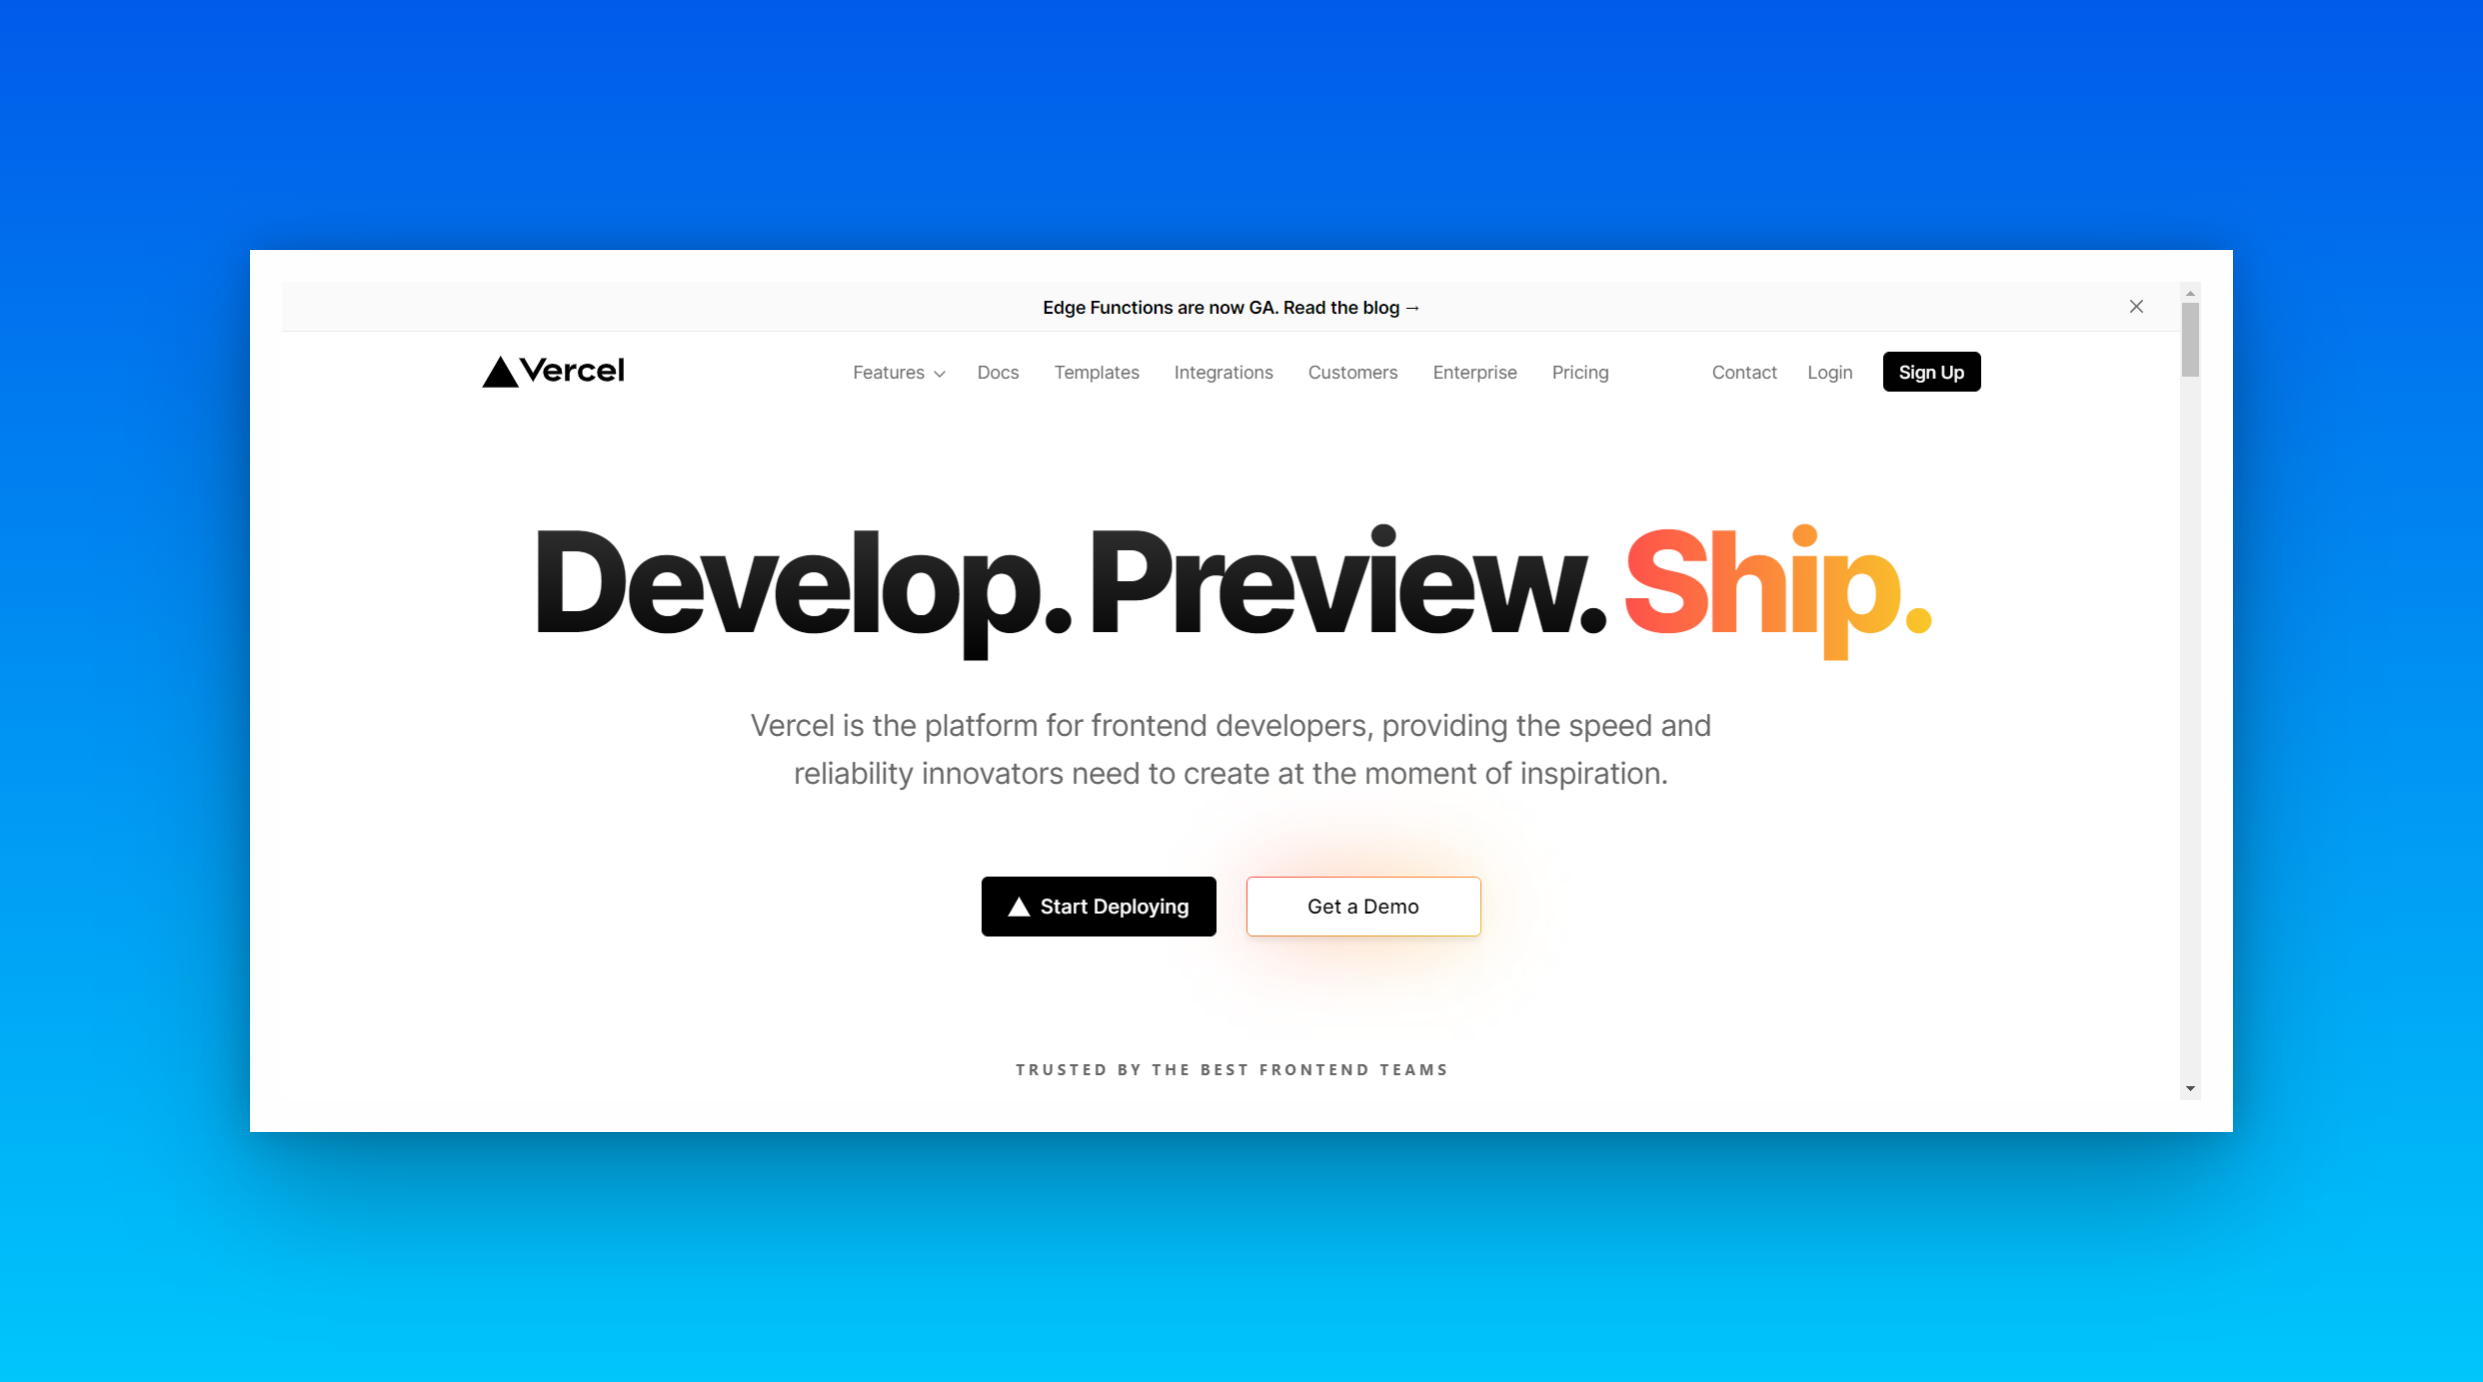 Edge Functions are now GA. Read the blog →
Vercel
Features Docs Templates Integrations Customers Enterprise Pricing Contact Login Sign Up
Develop. Preview. Ship.
Vercel is the platform for frontend developers, providing the speed and
reliability innovators need to create at the moment of inspiration.
Start Deploying
Get a Demo
TRUSTED BY THE BEST FRONTEND TEAMS